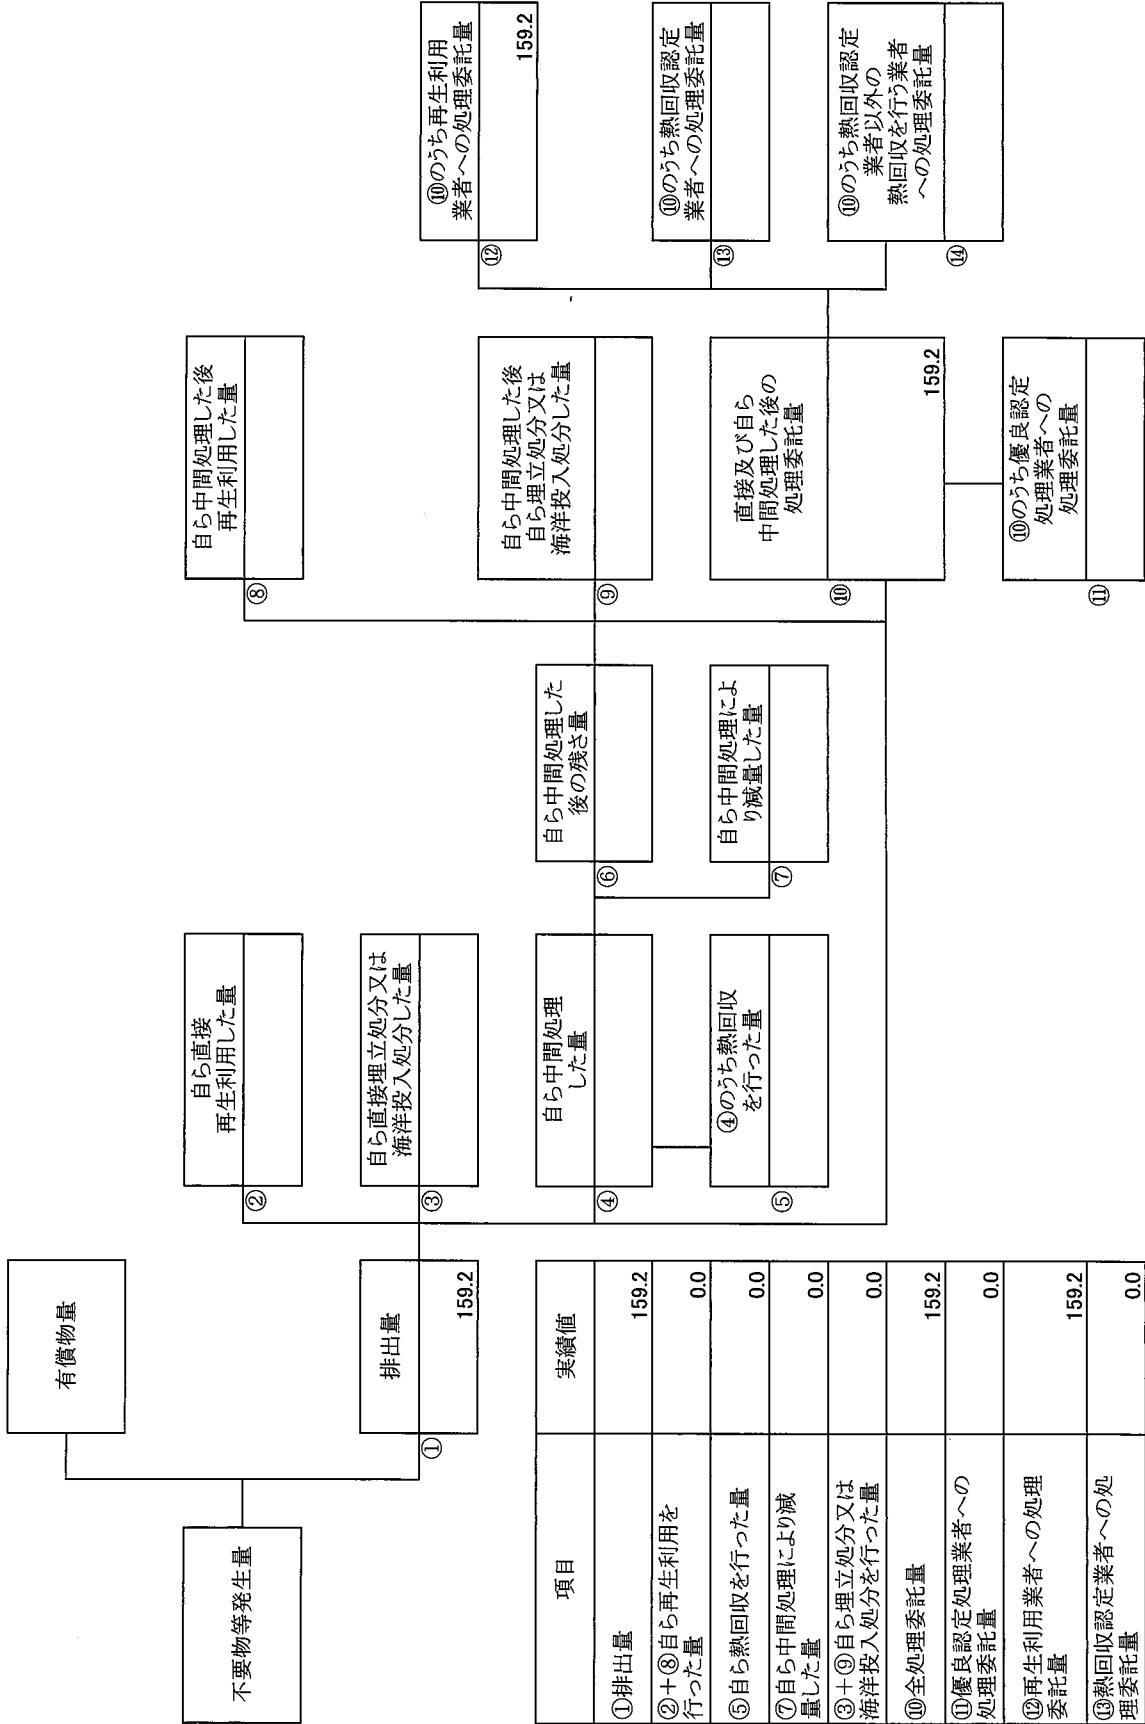 不要物等発生量
有償物量
①
排出量
159.2
②
自ら直接
再生利用した量
③
自ら直接埋立処分又は
海洋投入処分した量
④
自ら中間処理
した量
⑤
④のうち熱回収
を行った量
⑥
自ら中間処理した
後の残さ量
⑦
自ら中間処理によ
り減量した量
⑧
自ら中間処理した後
再生利用した量
⑨
自ら中間処理した後
自ら埋立処分又は
海洋投入処分した量
⑩
直接及び自ら
中間処理した後の
処理委託量
159.2
⑪
⑩のうち優良認定
処理業者への
処理委託量
⑫
⑩のうち再生利用
業者への処理委託量
159.2
⑬
⑩のうち熱回収認定
業者への処理委託量
⑭
⑩のうち熱回収認定
業者以外の
熱回収を行う業者
への処理委託量
項目 実績値
①排出量 159.2
②+⑧自ら再生利用を
行った量 0.0
⑤自ら熱回収を行った量 0.0
⑦自ら中間処理により減
量した量 0.0
③+⑨自ら埋立処分又は
海洋投入処分を行った量 0.0
⑩全処理委託量 159.2
⑪優良認定処理業者への
処理委託量 0.0
⑫再生利用業者への処理
委託量 159.2
⑬熱回収認定業者への処
理委託量 0.0